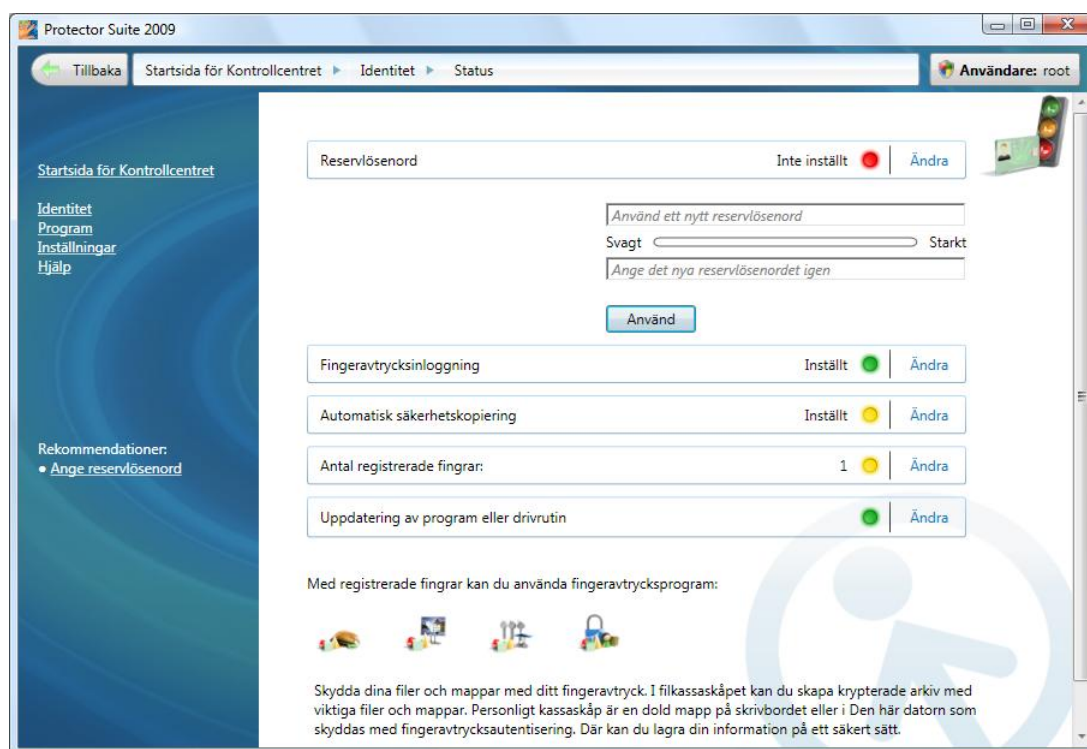 Protector Suite 2009
Tillbaka Startsida för Kontrollcentret Identitet Status Användare: root
Startsida för Kontrollcentret
Identitet
Program
Inställningar
Hjälp
Rekommendationer:
Ange reservlösenord
Reservlösenord Inte inställt Ändra
Använd ett nytt reservlösenord
Svagt Starkt
Ange det nya reservlösenordet igen
Använd
Fingeravtrycksinloggning Inställt Ändra
Automatisk säkerhetskopiering Inställt Ändra
Antal registrerade fingrar: 1 Ändra
Uppdatering av program eller drivrutin Ändra
Med registrerade fingrar kan du använda fingeravtrycksprogram:
Skydda dina filer och mappar med ditt fingeravtryck. I filkassaskåpet kan du skapa krypterade arkiv med
viktiga filer och mappar. Personligt kassaskåp är en dold mapp på skrivbordet eller i Den här datorn som
skyddas med fingeravtrycksautentisering. Där kan du lagra din information på ett säkert sätt.